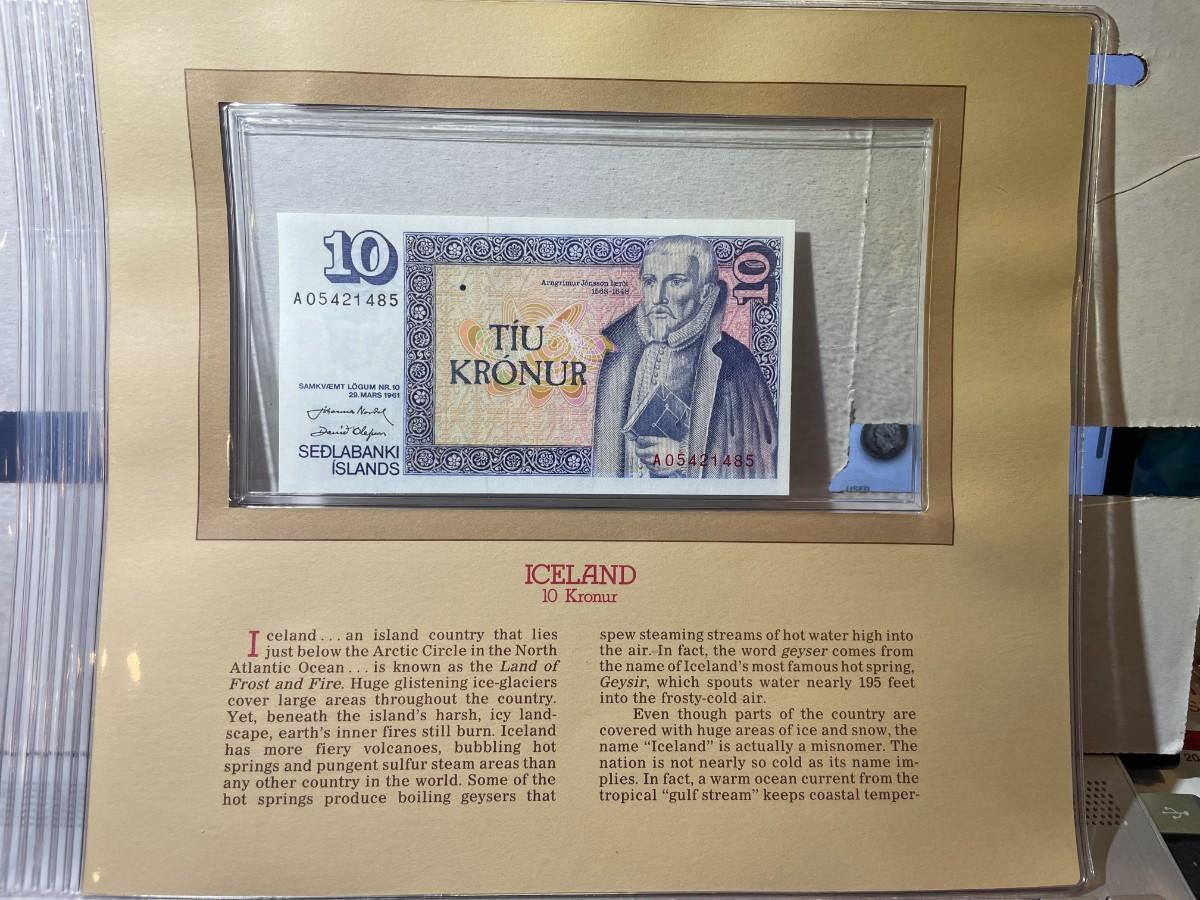 10
A05421485
Arngrímur Jónsson lærði
1568-1648
10
TÍU
KRÓNUR
SAMKVÆMT LÖGUM NR. 10
29. MARS 1961
SEÐLABANKI
ÍSLANDS
A05421485
USED
ICELAND
10 Kronur
Iceland . . . an island country that lies
just below the Arctic Circle in the North
Atlantic Ocean . . . is known as the Land of
Frost and Fire. Huge glistening ice-glaciers
cover large areas throughout the country.
Yet, beneath the island's harsh, icy land-
scape, earth's inner fires still burn. Iceland
has more fiery volcanoes, bubbling hot
springs and pungent sulfur steam areas than
any other country in the world. Some of the
hot springs produce boiling geysers that
spew steaming streams of hot water high into
the air. In fact, the word geyser comes from
the name of Iceland's most famous hot spring,
Geysir, which spouts water nearly 195 feet
into the frosty-cold air.
Even though parts of the country are
covered with huge areas of ice and snow, the
name “Iceland” is actually a misnomer. The
nation is not nearly so cold as its name im-
plies. In fact, a warm ocean current from the
tropical “gulf stream” keeps coastal temper-